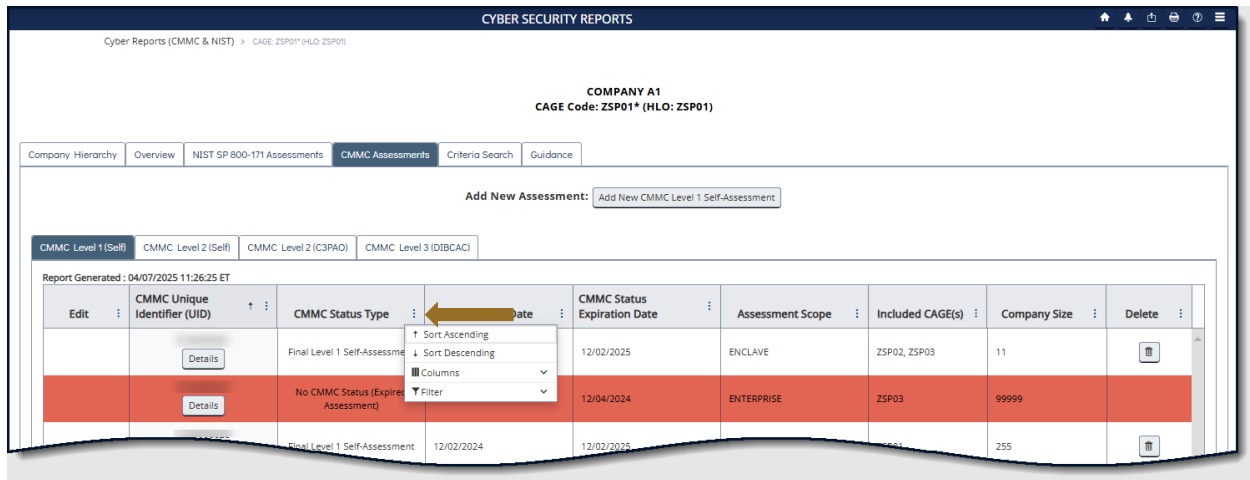 CYBER SECURITY REPORTS
Cyber Reports (CMMC & NIST) > CAGE: ZSP01* (HLO: ZSP01)
COMPANY A1
CAGE Code: ZSP01* (HLO: ZSP01)
Company Hierarchy Overview NIST SP 800-171 Assessments CMMC Assessments Criteria Search Guidance
Add New Assessment: Add New CMMC Level 1 Self-Assessment
CMMC Level 1 (Self) CMMC Level 2 (Self) CMMC Level 2 (C3PAO) CMMC Level 3 (DIBCAC)
Report Generated : 04/07/2025 11:26:25 ET
Edit CMMC Unique Identifier (UID) CMMC Status Type Date CMMC Status Expiration Date Assessment Scope Included CAGE(s) Company Size Delete
Sort Ascending
Sort Descending
Columns
Filter
Details Final Level 1 Self-Assessme 12/02/2025 ENCLAVE ZSP02, ZSP03 11
Details No CMMC Status (Expired Assessment) 12/04/2024 ENTERPRISE ZSP03 99999
Final Level 1 Self-Assessment 12/02/2024 12/02/2025 255